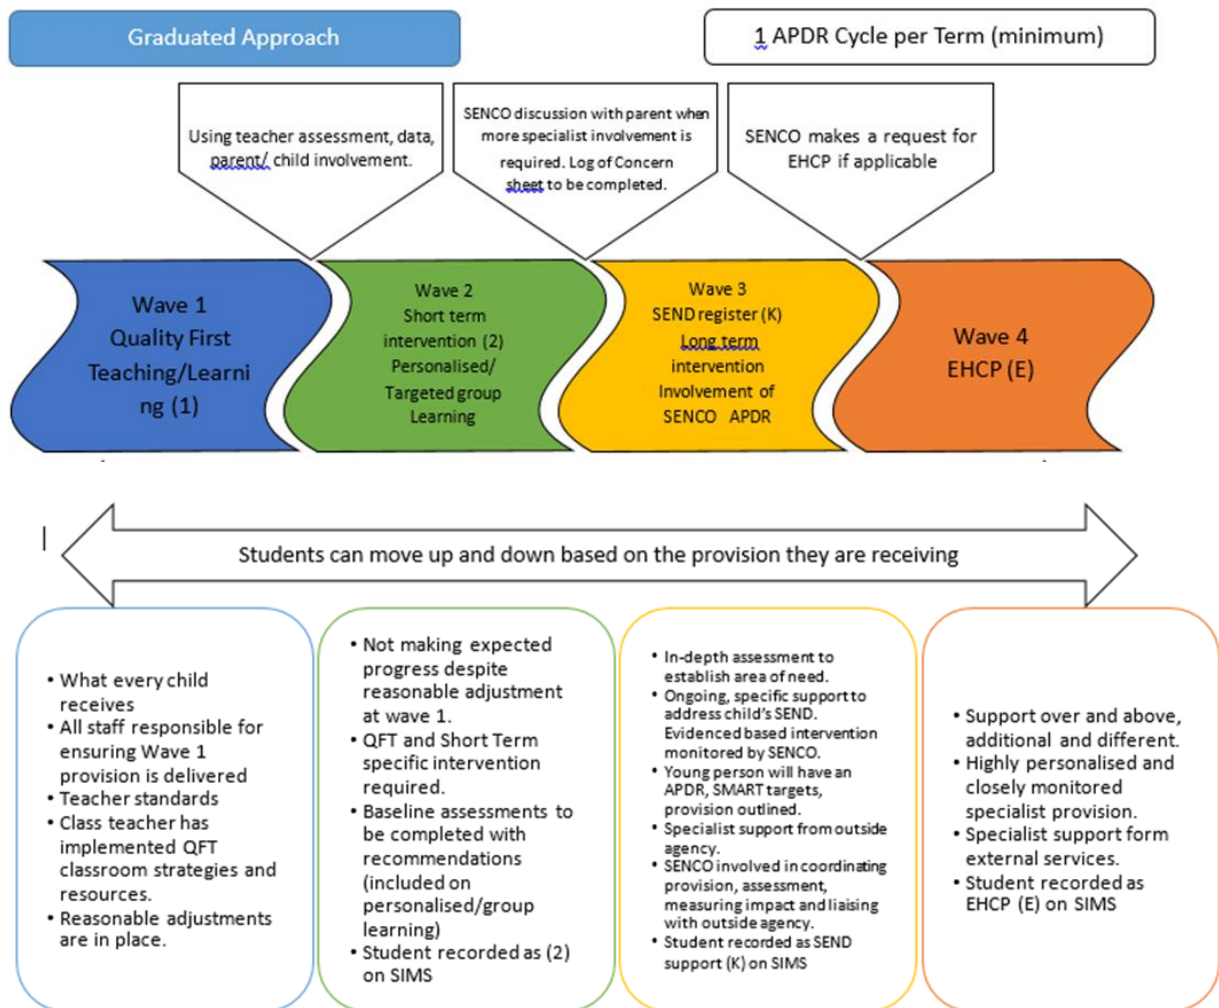 Graduated Approach
1 APDR Cycle per Term (minimum)
Using teacher assessment, data,
parent/ child involvement.
SENCO discussion with parent when
more specialist involvement is
required. Log of Concern
sheet to be completed.
SENCO makes a request for
EHCP if applicable
Wave 1
Quality First
Teaching/Learni
ng (1)
Wave 2
Short term
intervention (2)
Personalised/
Targeted group
Learning
Wave 3
SEND register (K)
Long term
intervention
Involvement of
SENCO APDR
Wave 4
EHCP (E)
Students can move up and down based on the provision they are receiving
• What every child
receives
• All staff responsible for
ensuring Wave 1
provision is delivered
• Teacher standards
• Class teacher has
implemented QFT
classroom strategies and
resources.
• Reasonable adjustments
are in place.
• Not making expected
progress despite
reasonable adjustment
at wave 1.
• QFT and Short Term
specific intervention
required.
• Baseline assessments to
be completed with
recommendations
(included on
personalised/group
learning)
• Student recorded as (2)
on SIMS
• In-depth assessment to
establish area of need.
• Ongoing, specific support to
address child's SEND.
Evidenced based intervention
monitored by SENCO.
• Young person will have an
APDR, SMART targets,
provision outlined.
• Specialist support from outside
agency.
• SENCO involved in coordinating
provision, assessment,
measuring impact and liaising
with outside agency.
• Student recorded as SEND
support (K) on SIMS
• Support over and above,
additional and different.
• Highly personalised and
closely monitored
specialist provision.
• Specialist support form
external services.
• Student recorded as
EHCP (E) on SIMS